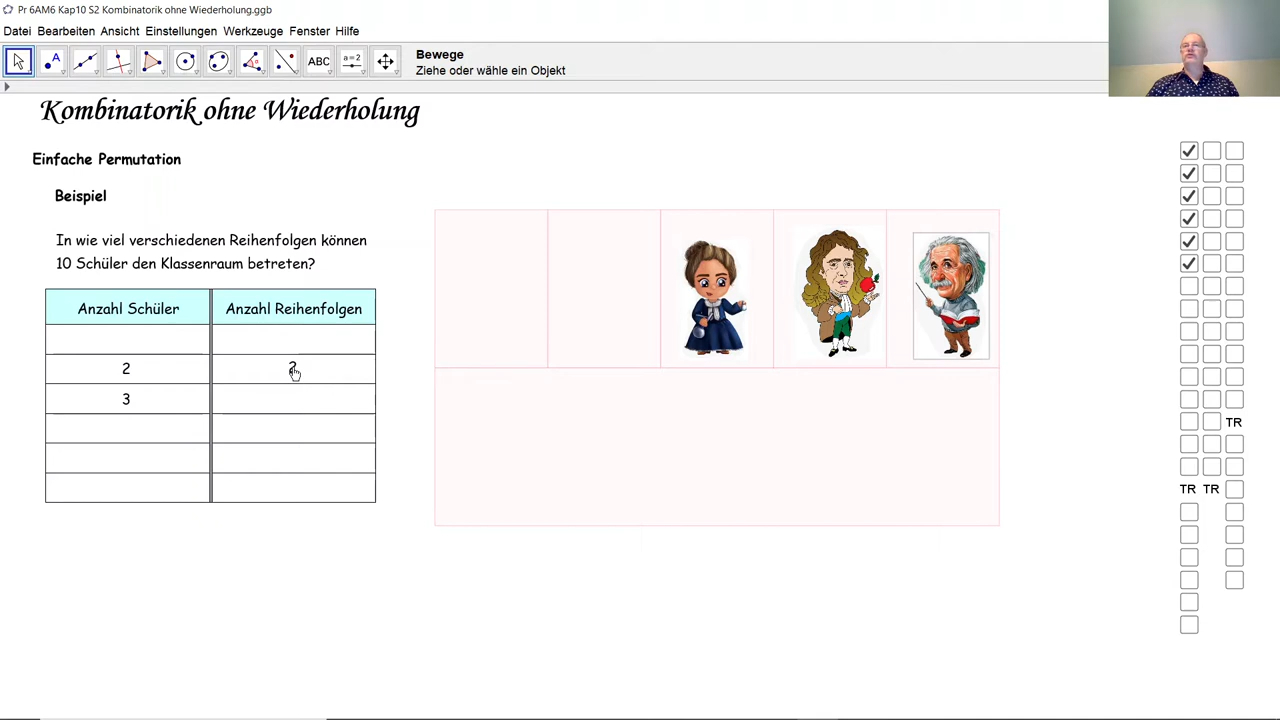 Pr 6AM6 Kap10 S2 Kombinatorik ohne Wiederholung.ggb
Datei Bearbeiten Ansicht Einstellungen Werkzeuge Fenster Hilfe
A
ABC
a=2
Bewege
Ziehe oder wähle ein Objekt
Kombinatorik ohne Wiederholung
Einfache Permutation
Beispiel
In wie viel verschiedenen Reihenfolgen können
10 Schüler den Klassenraum betreten?
Anzahl Schüler Anzahl Reihenfolgen
2 2
3
TR
TR TR